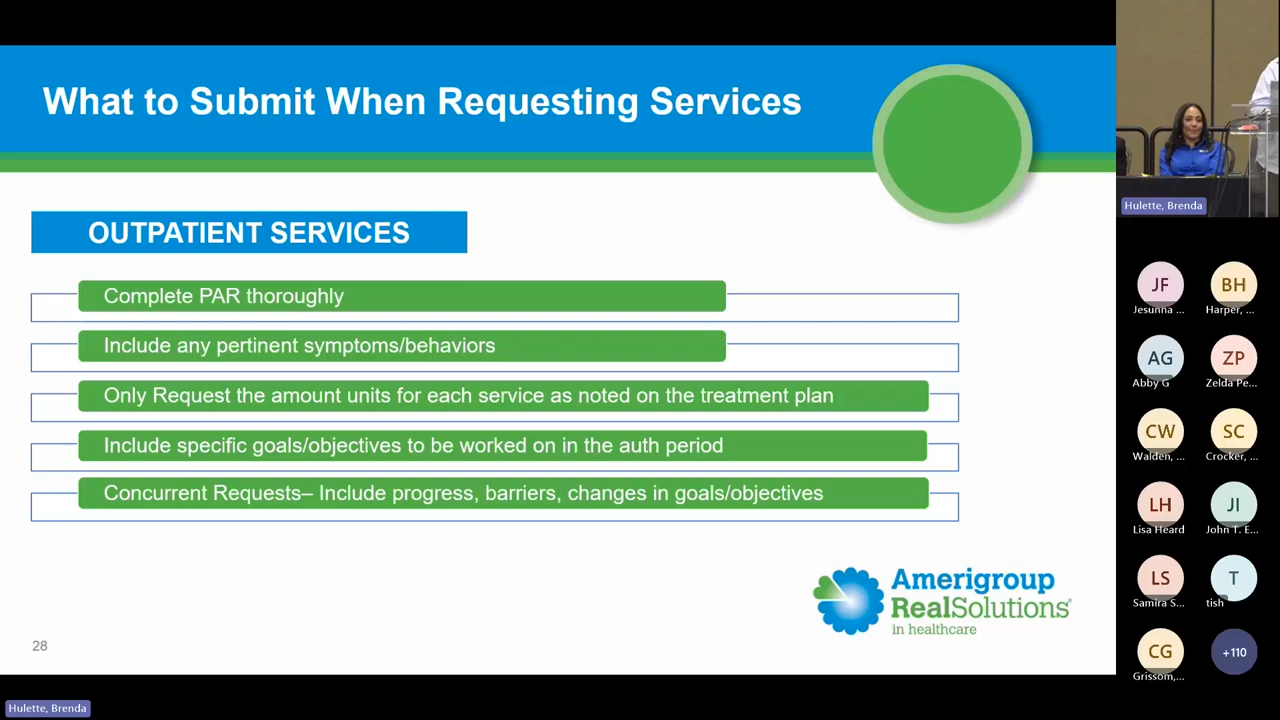 What to Submit When Requesting Services
OUTPATIENT SERVICES
Complete PAR thoroughly
Include any pertinent symptoms/behaviors
Only Request the amount units for each service as noted on the treatment plan
Include specific goals/objectives to be worked on in the auth period
Concurrent Requests– Include progress, barriers, changes in goals/objectives
Amerigroup
RealSolutions®
in healthcare
28
Hulette, Brenda
Hulette, Brenda
JF
BH
Jesunna ...
Harper, ...
AG
ZP
Abby G
Zelda Pe...
CW
SC
Walden, ...
Crocker, ...
LH
JI
Lisa Heard
John T. E...
LS
T
Samira S...
tish
CG
+110
Grissom,...